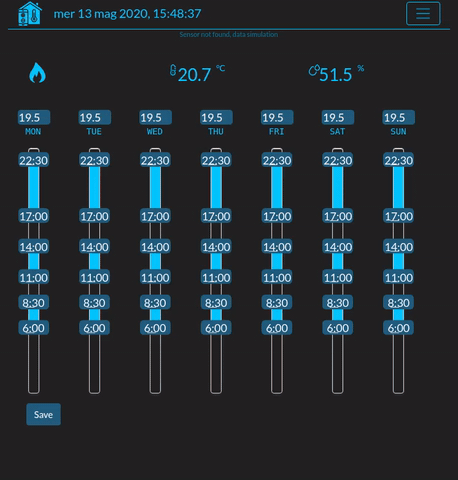 mer 13 mag 2020, 15:48:37
Sensor not found, data simulation
20.7 °C 51.5 %
19.5 19.5 19.5 19.5 19.5 19.5 19.5
MON TUE WED THU FRI SAT SUN
22:30 22:30 22:30 22:30 22:30 22:30 22:30
17:00 17:00 17:00 17:00 17:00 17:00 17:00
14:00 14:00 14:00 14:00 14:00 14:00 14:00
11:00 11:00 11:00 11:00 11:00 11:00 11:00
8:30 8:30 8:30 8:30 8:30 8:30 8:30
6:00 6:00 6:00 6:00 6:00 6:00 6:00
Save